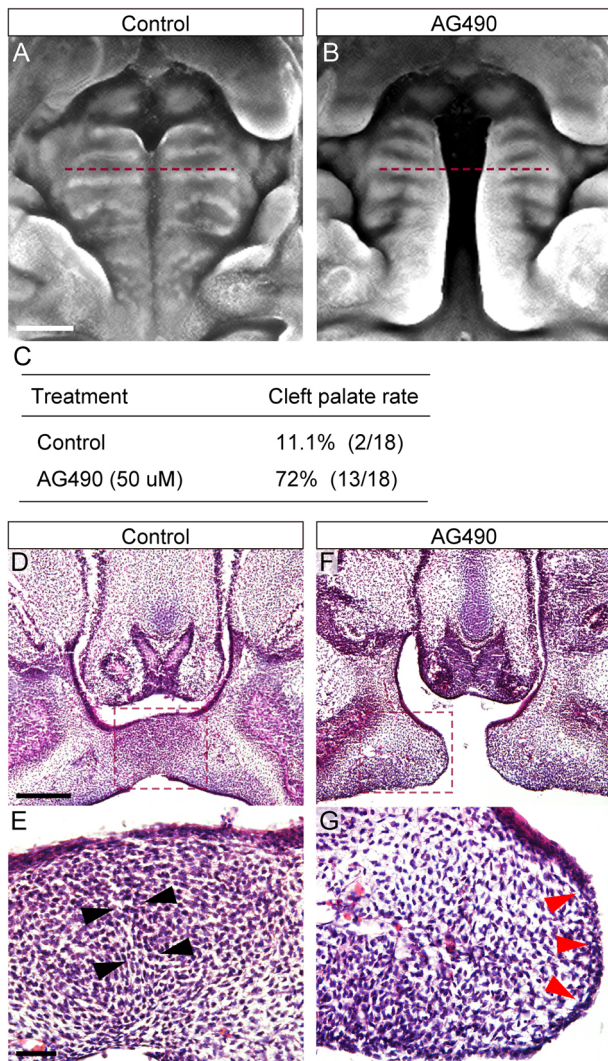 Control
AG490
A
B
C
Treatment Cleft palate rate
Control 11.1% (2/18)
AG490 (50 uM) 72% (13/18)
Control
AG490
D
F
E
G